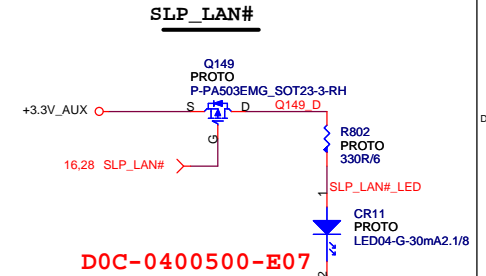 SLP_LAN#
Q149
PROTO
P-PA503EMG_SOT23-3-RH
+3.3V_AUX
S
D
Q149_D
G
D
R802
PROTO
330R/6
16,28 SLP_LAN#
1
SLP_LAN#_LED
CR11
PROTO
LED04-G-30mA2.1/8
D0C-0400500-E07
2